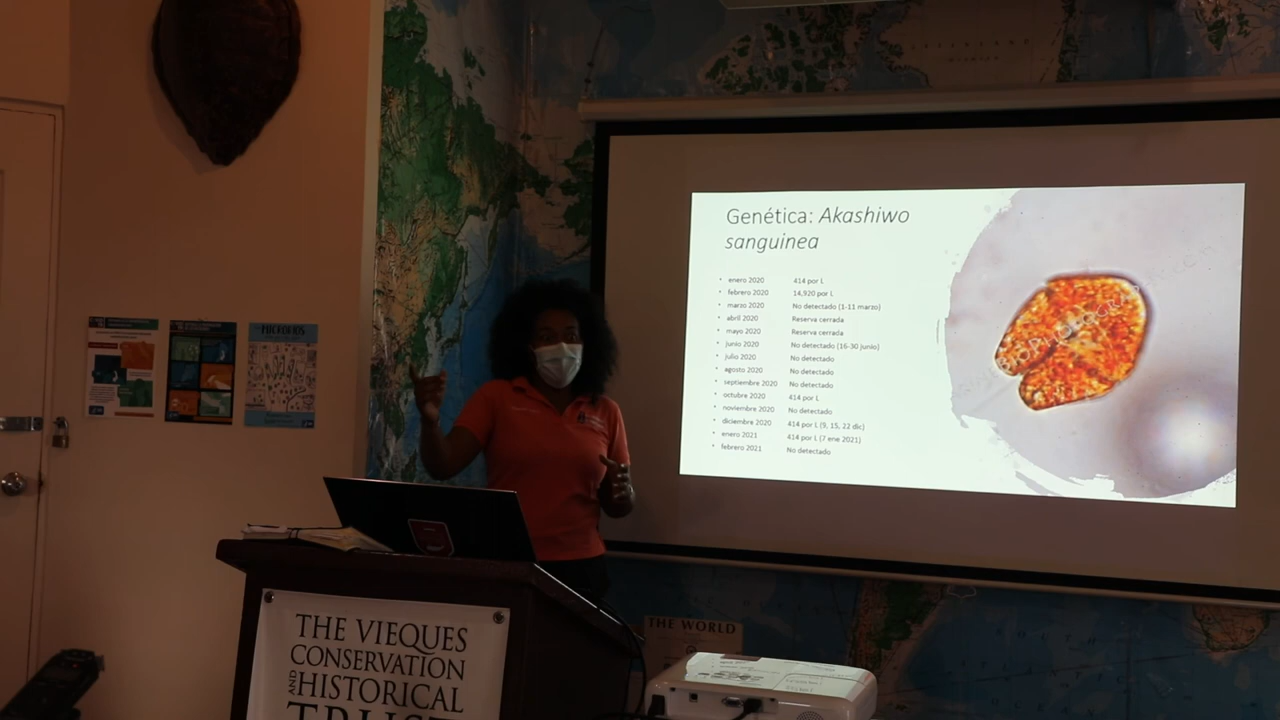 Genética: Akashiwo
sanguinea
• enero 2020 414 por L
• febrero 2020 14,920 por L
• marzo 2020 No detectado (1-11 marzo)
• abril 2020 Reserva cerrada
• mayo 2020 Reserva cerrada
• junio 2020 No detectado (16-30 junio)
• julio 2020 No detectado
• agosto 2020 No detectado
• septiembre 2020 No detectado
• octubre 2020 414 por L
• noviembre 2020 No detectado
• diciembre 2020 414 por L (9, 15, 22 dic)
• enero 2021 414 por L (7 ene 2021)
• febrero 2021 No detectado
MICROBIOS
THE VIEQUES
CONSERVATION
AND HISTORICAL
TRUST
THE WORLD